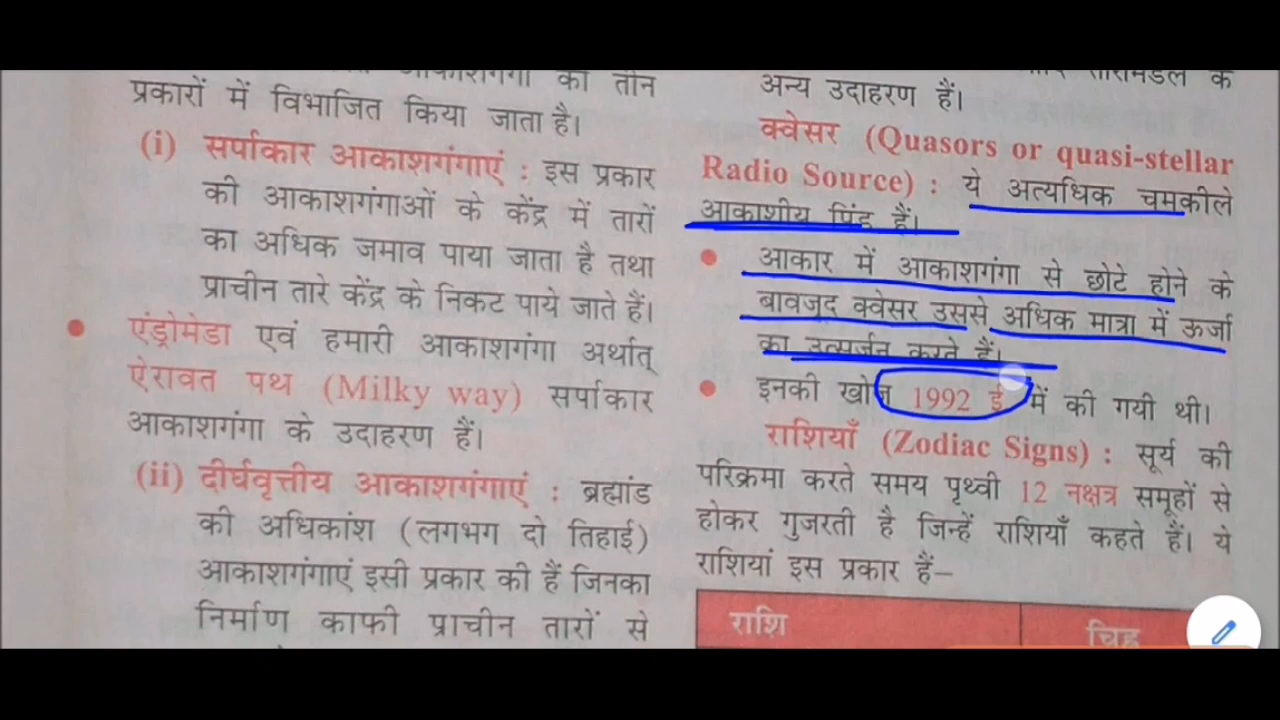 आकाशगंगा को तीन
प्रकारों में विभाजित किया जाता है।
(i) सर्पाकार आकाशगंगाएं : इस प्रकार
की आकाशगंगाओं के केंद्र में तारों
का अधिक जमाव पाया जाता है तथा
प्राचीन तारे केंद्र के निकट पाये जाते हैं।
एंड्रोमेडा एवं हमारी आकाशगंगा अर्थात्
ऐरावत पथ (Milky way) सर्पाकार
आकाशगंगा के उदाहरण हैं।
(ii) दीर्घवृत्तीय आकाशगंगाएं : ब्रह्मांड
की अधिकांश (लगभग दो तिहाई)
आकाशगंगाएं इसी प्रकार की हैं जिनका
निर्माण काफी प्राचीन तारों से
तारामंडल के
अन्य उदाहरण हैं।
क्वेसर (Quasors or quasi-stellar
Radio Source) : ये अत्यधिक चमकीले
आकाशीय पिंड हैं।
आकार में आकाशगंगा से छोटे होने के
बावजूद क्वेसर उससे अधिक मात्रा में ऊर्जा
का उत्सर्जन करते हैं।
इनकी खोज 1992 ई में की गयी थी।
राशियाँ (Zodiac Signs) : सूर्य की
परिक्रमा करते समय पृथ्वी 12 नक्षत्र समूहों से
होकर गुजरती है जिन्हें राशियाँ कहते हैं। ये
राशियां इस प्रकार हैं–
राशि
चिह्न